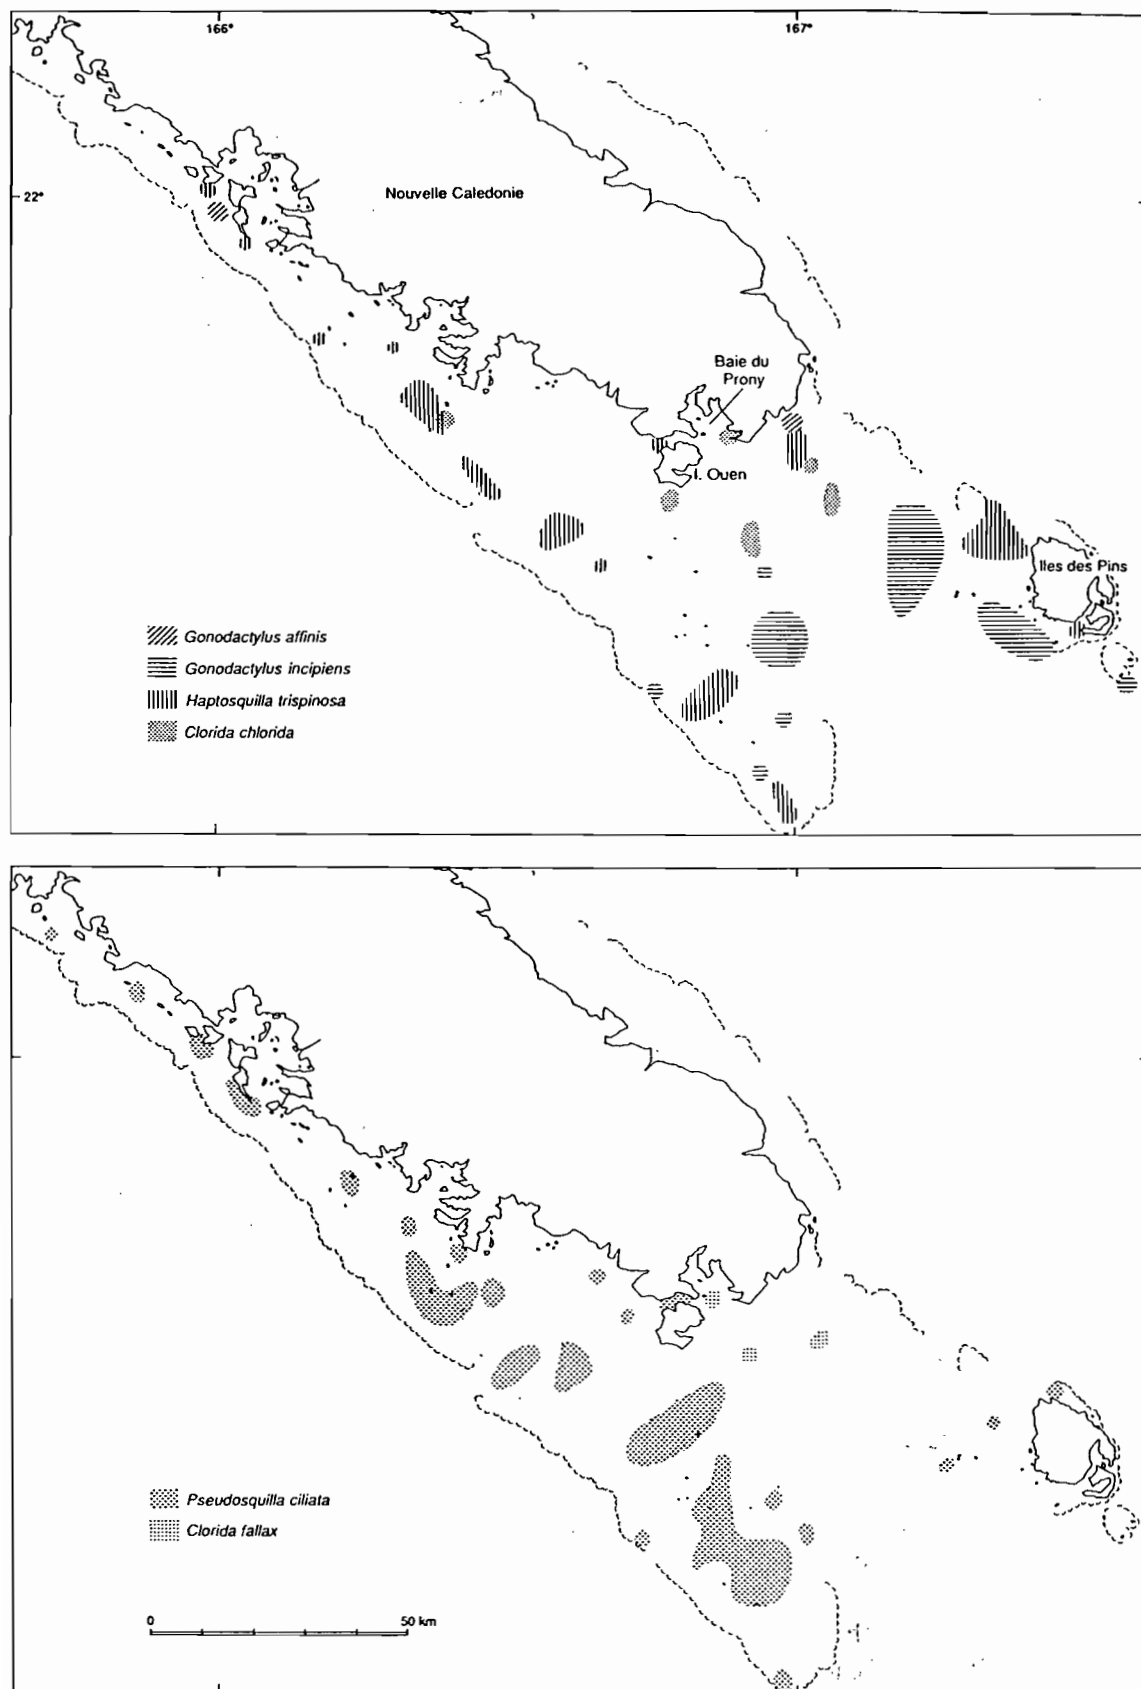 166°
167°
22°
Nouvelle Caledonie
Baie du
Prony
I. Ouen
Iles des Pins
Gonodactylus affinis
Gonodactylus incipiens
Haptosquilla trispinosa
Clorida chlorida
Pseudosquilla ciliata
Clorida fallax
0
50 km